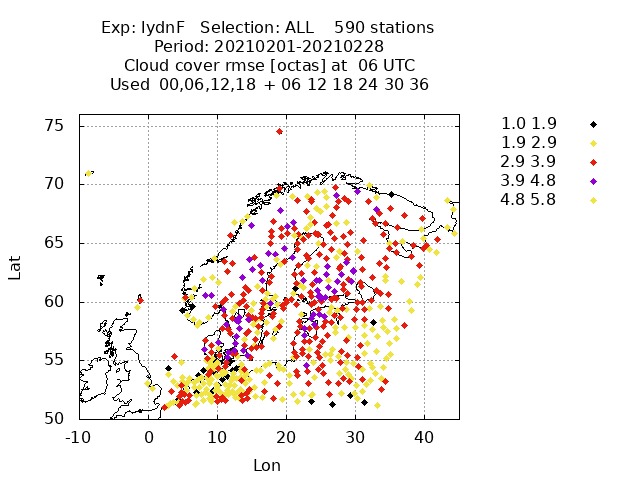 Exp: IydnF Selection: ALL 590 stations
Period: 20210201-20210228
Cloud cover rmse [octas] at 06 UTC
Used 00,06,12,18 + 06 12 18 24 30 36
75
70
65
60
55
50
-10 0 10 20 30 40
Lat
Lon
1.0 1.9
1.9 2.9
2.9 3.9
3.9 4.8
4.8 5.8